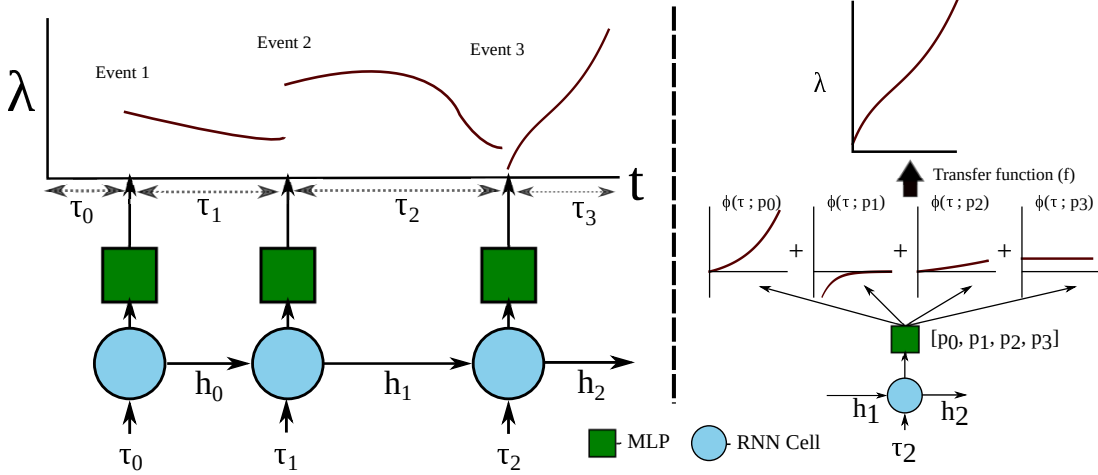 λ
Event 1
Event 2
Event 3
t
τ₀
τ₁
τ₂
τ₃
h₀
h₁
h₂
τ₀
τ₁
τ₂
MLP
RNN Cell
λ
Transfer function (f)
ϕ(τ ; p₀)
ϕ(τ ; p₁)
ϕ(τ ; p₂)
ϕ(τ ; p₃)
+
+
+
[p₀, p₁, p₂, p₃]
h₁
h₂
τ₂